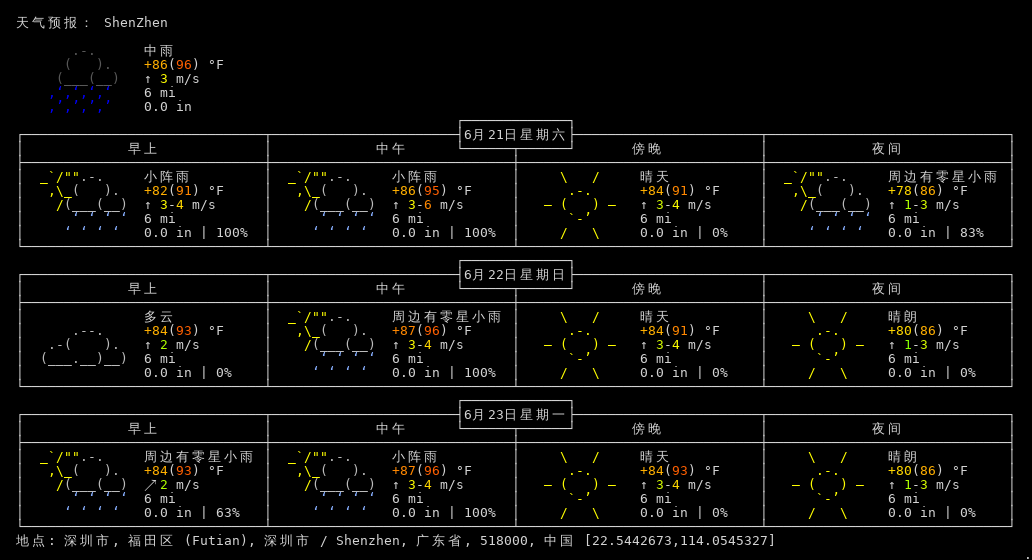 天气预报： ShenZhen
中雨
+86(96) °F
↑ 3 m/s
6 mi
0.0 in
6月21日星期六
早上 中午 傍晚 夜间
小阵雨 小阵雨 晴天 周边有零星小雨
+82(91) °F +86(95) °F +84(91) °F +78(86) °F
↑ 3-4 m/s ↑ 3-6 m/s ↑ 3-4 m/s ↑ 1-3 m/s
6 mi 6 mi 6 mi 6 mi
0.0 in | 100% 0.0 in | 100% 0.0 in | 0% 0.0 in | 83%
6月22日星期日
早上 中午 傍晚 夜间
多云 周边有零星小雨 晴天 晴朗
+84(93) °F +87(96) °F +84(91) °F +80(86) °F
↑ 2 m/s ↑ 3-4 m/s ↑ 3-4 m/s ↑ 1-3 m/s
6 mi 6 mi 6 mi 6 mi
0.0 in | 0% 0.0 in | 100% 0.0 in | 0% 0.0 in | 0%
6月23日星期一
早上 中午 傍晚 夜间
周边有零星小雨 小阵雨 晴天 晴朗
+84(93) °F +87(96) °F +84(93) °F +80(86) °F
↗ 2 m/s ↑ 3-4 m/s ↑ 3-4 m/s ↑ 1-3 m/s
6 mi 6 mi 6 mi 6 mi
0.0 in | 63% 0.0 in | 100% 0.0 in | 0% 0.0 in | 0%
地点: 深圳市, 福田区 (Futian), 深圳市 / Shenzhen, 广东省, 518000, 中国 [22.5442673,114.0545327]